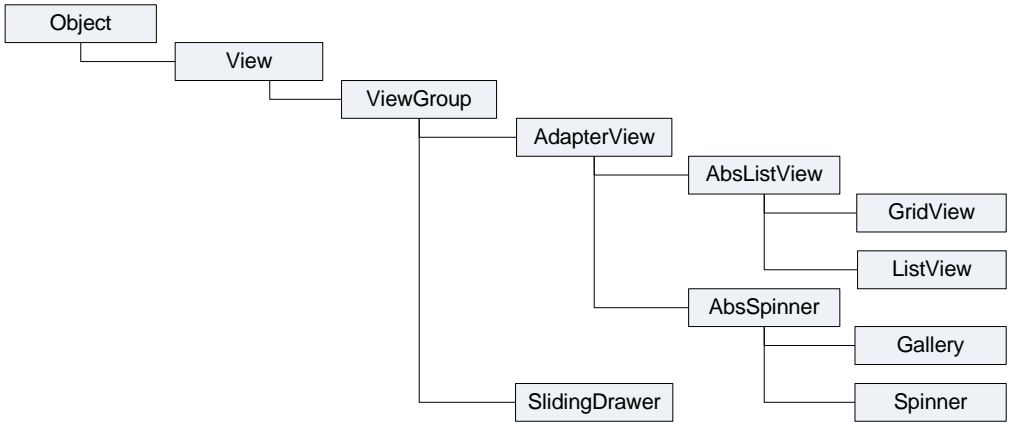 Object
View
ViewGroup
AdapterView
AbsListView
GridView
ListView
AbsSpinner
Gallery
SlidingDrawer
Spinner